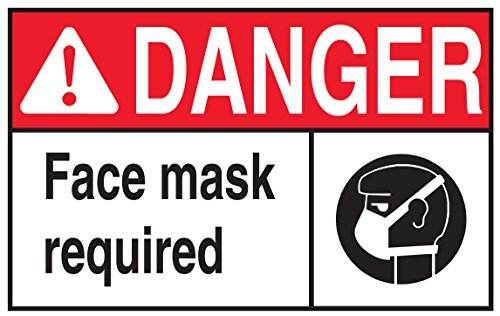 DANGER
Face mask
required